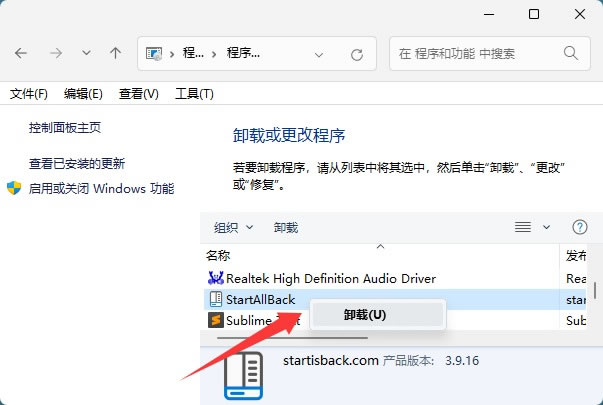 程... 程序...
在 程序和功能 中搜索
文件(F) 编辑(E) 查看(V) 工具(T)
控制面板主页
查看已安装的更新
启用或关闭 Windows 功能
卸载或更改程序
若要卸载程序，请从列表中将其选中，然后单击“卸载”、“更改”
或“修复”。
组织 卸载
名称 发布
Realtek High Definition Audio Driver Rea
StartAllBack star
卸载(U)
Sublime Sub
startisback.com 产品版本： 3.9.16